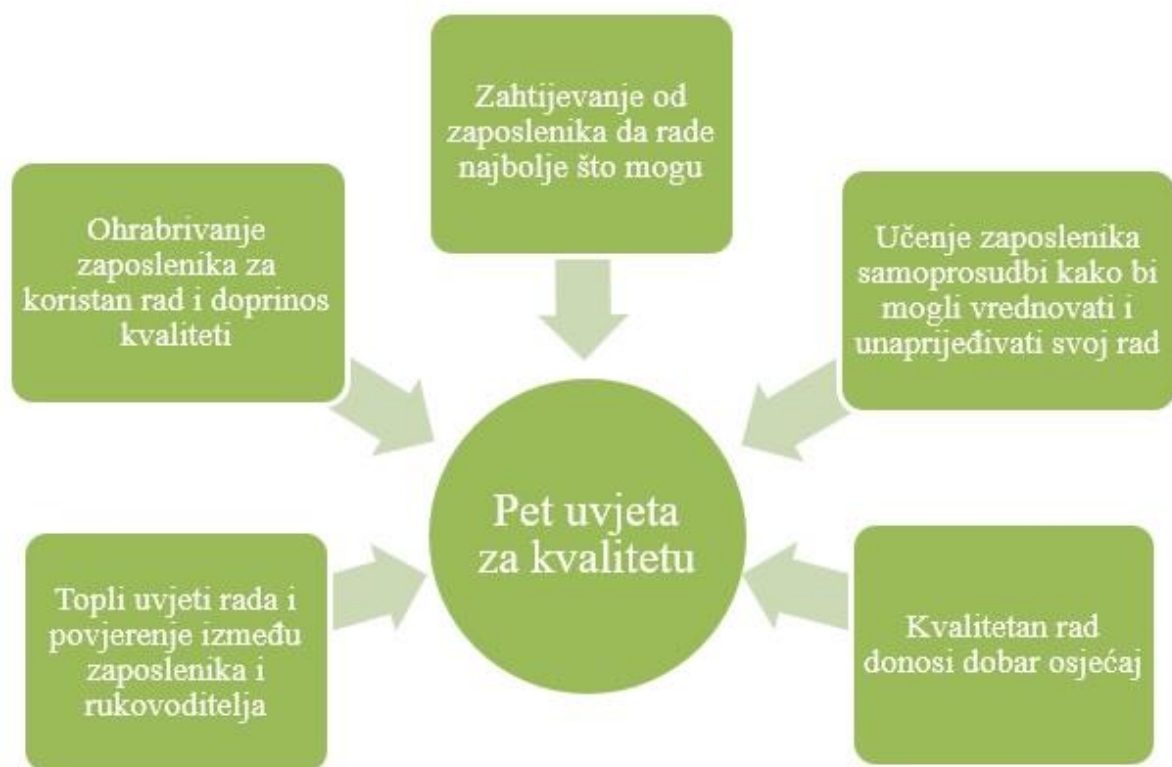 Zahtijevanje od
zaposlenika da rade
najbolje što mogu
Ohrabrivanje
zaposlenika za
koristan rad i doprinos
kvaliteti
Učenje zaposlenika
samoprosudbi kako bi
mogli vrednovati i
unaprijeđivati svoj rad
Pet uvjeta
za kvalitetu
Topli uvjeti rada i
povjerenje između
zaposlenika i
rukovoditelja
Kvalitetan rad
donosi dobar osjećaj